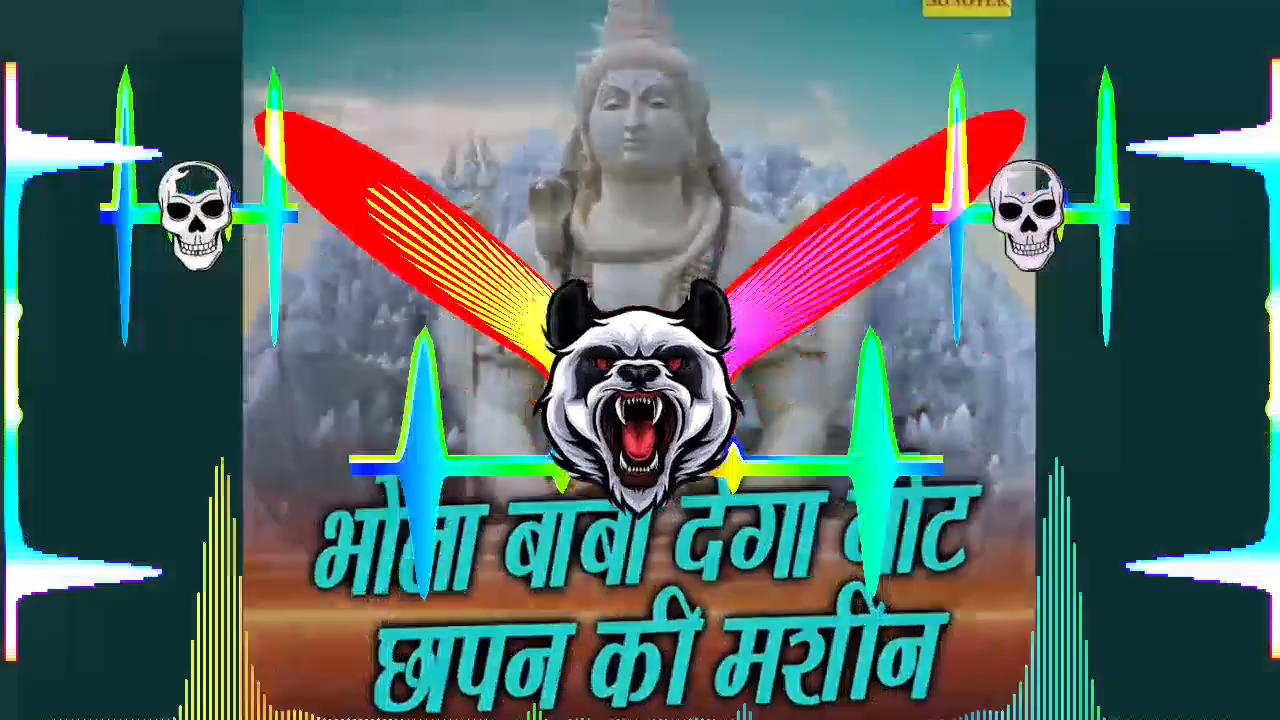 भोला बाबा देगा नोट
छापन की मशीन